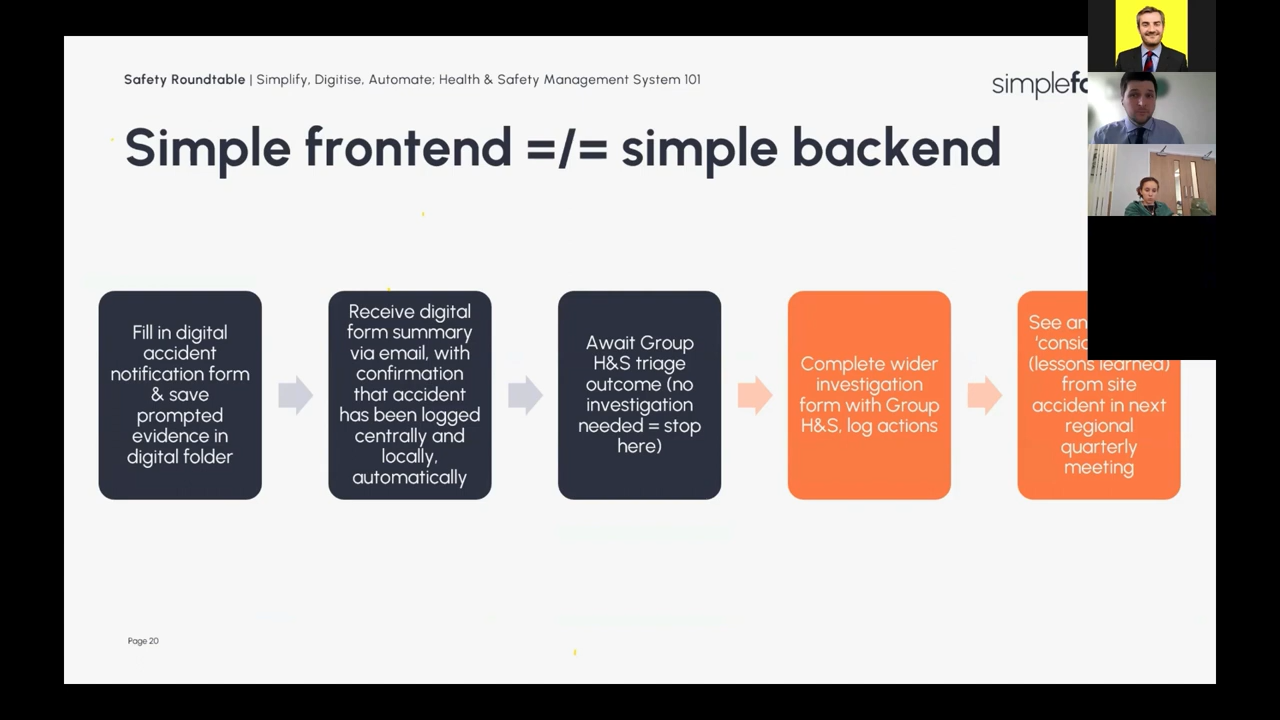 Safety Roundtable | Simplify, Digitise, Automate; Health & Safety Management System 101
simplefo
Simple frontend =/= simple backend
Fill in digital
accident
notification form
& save
prompted
evidence in
digital folder
Receive digital
form summary
via email, with
confirmation
that accident
has been logged
centrally and
locally,
automatically
Await Group
H&S triage
outcome (no
investigation
needed = stop
here)
Complete wider
investigation
form with Group
H&S, log actions
See an
(lessons learned)
from site
accident in next
regional
quarterly
meeting
Page 20